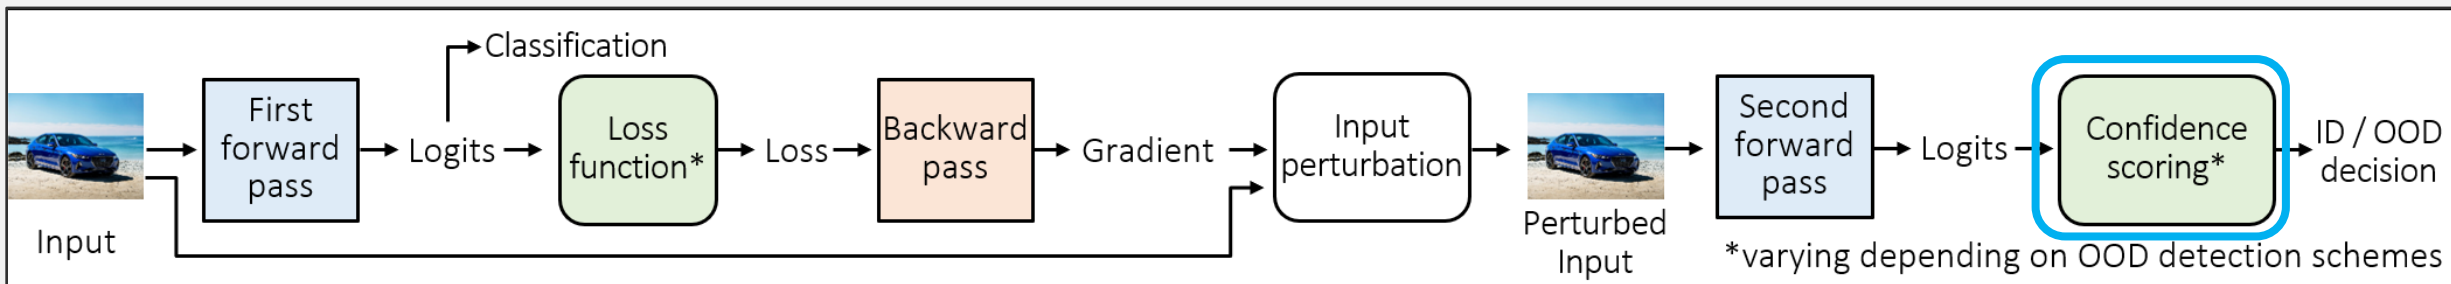 Classification
First
forward
pass
Logits
Loss
function*
Loss
Backward
pass
Gradient
Input
perturbation
Second
forward
pass
Logits
Confidence
scoring*
ID / OOD
decision
Input
Perturbed
Input
*varying depending on OOD detection schemes